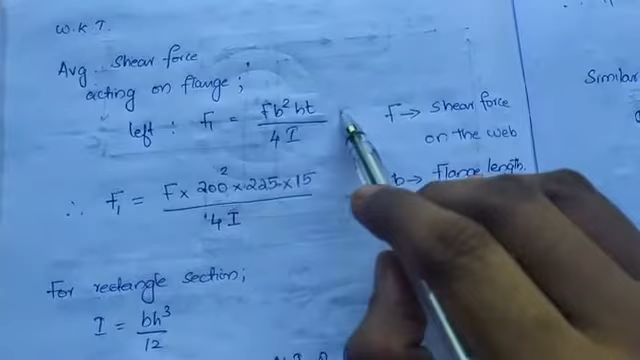 W.K.T.
Avg. Shear force
acting on flange;
left : F₁ = Fb²ht / 4I
F → Shear force
on the web
b → Flange length.
∴ F₁ = F × 200² × 225 × 15 / 4I
For rectangle section;
I = bh³ / 12
Similar